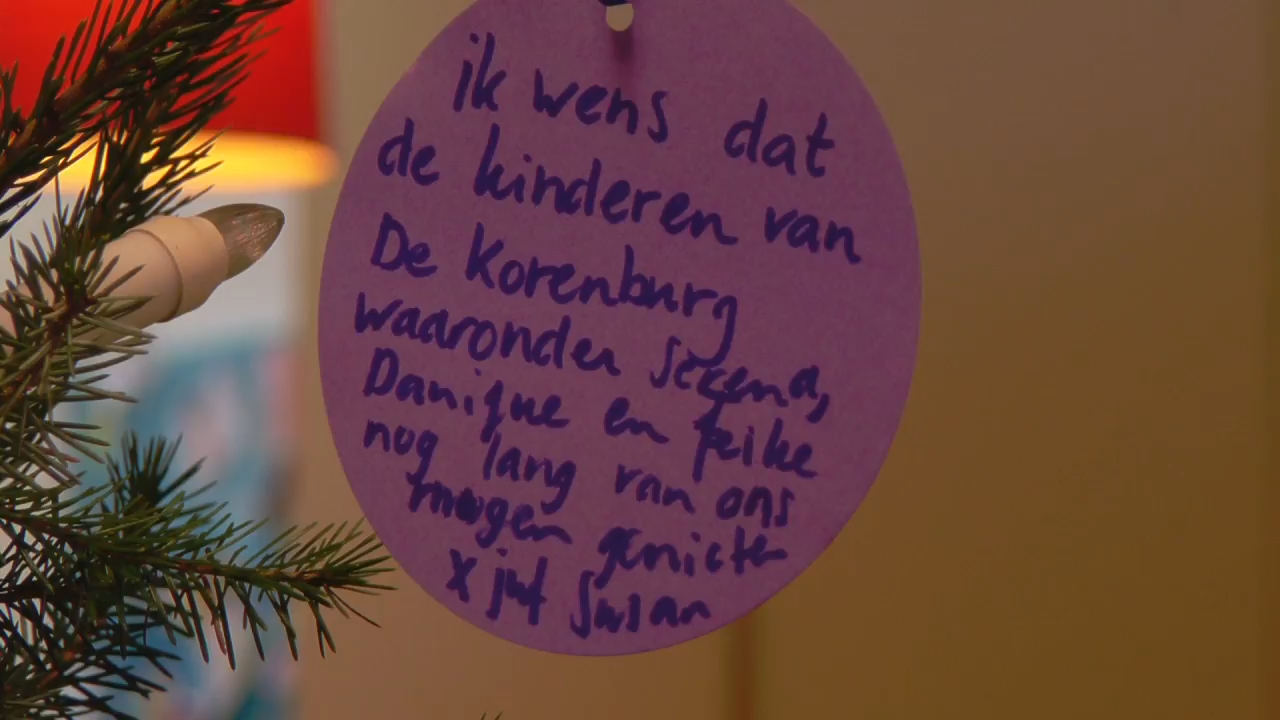 ik wens dat
de kinderen van
De Korenburg
waaronder
Danique en Feike
nog lang van ons
mogen genieten
x juf Susan